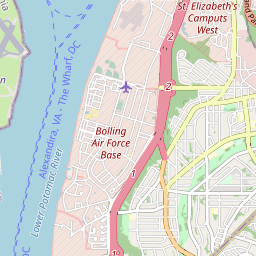 St. Elizabeth's
Camputs
West
2
2
Bolling
Air Force
Base
1
Alexandria, VA - The Wharf, DC
Lower Potomac River
DC